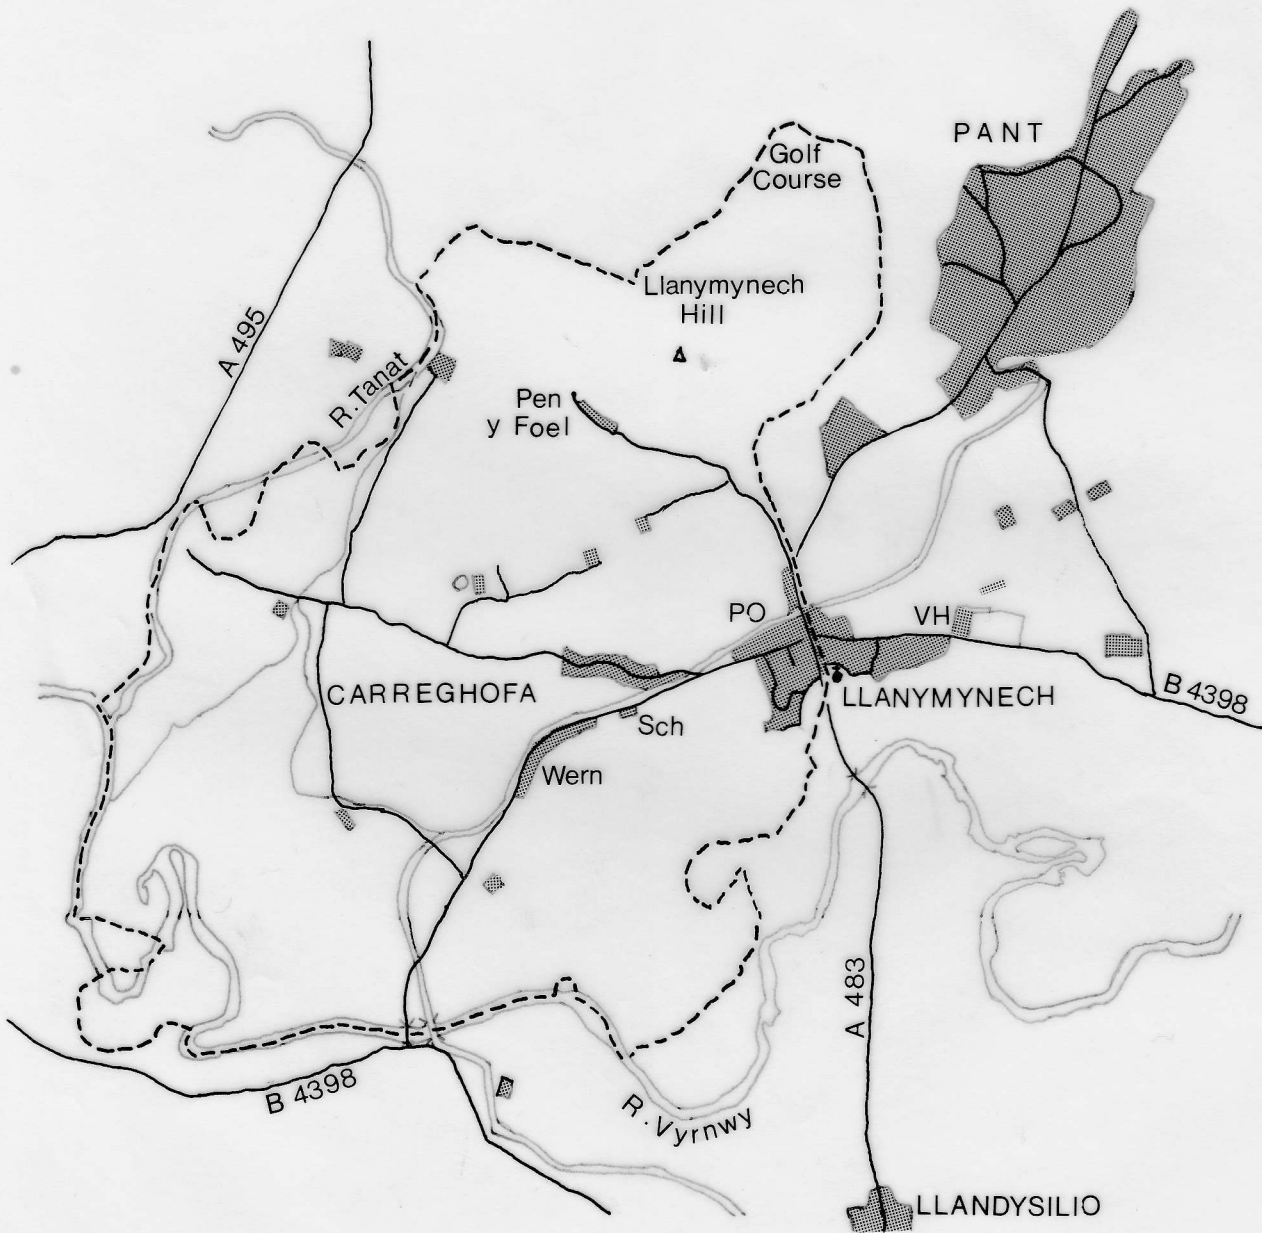 PANT
Golf
Course
Llanymynech
Hill
A 495
R. Tanat
Pen
y Foel
PO
VH
CARREGHOFA
LLANYMYNECH
B 4398
Sch
Wern
A 483
B 4398
R. Vyrnwy
LLANDYSILIO